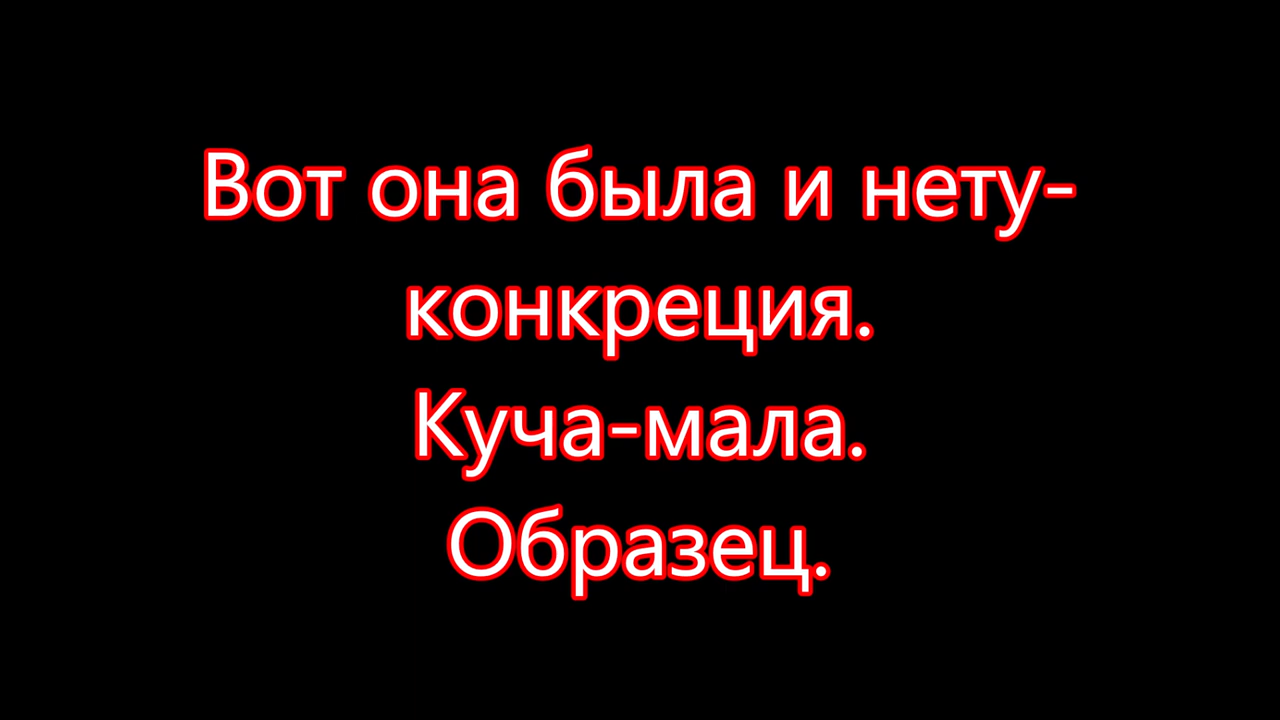 Вот она была и нету-
конкреция.
Куча-мала.
Образец.